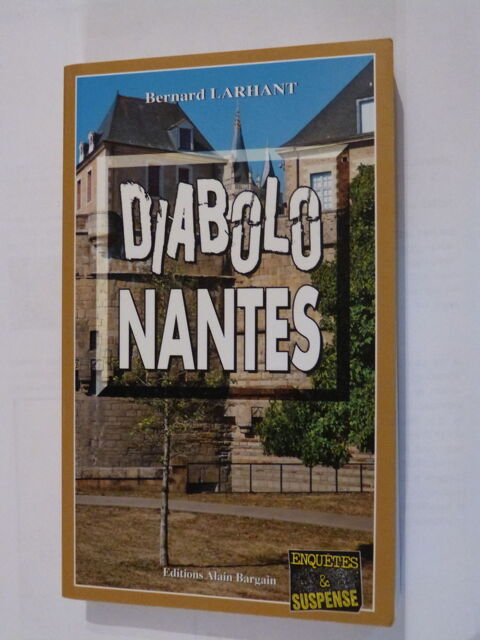 Bernard LARHANT
DIABOLO
NANTES
Editions Alain Bargain
ENQUÊTES
&
SUSPENSE